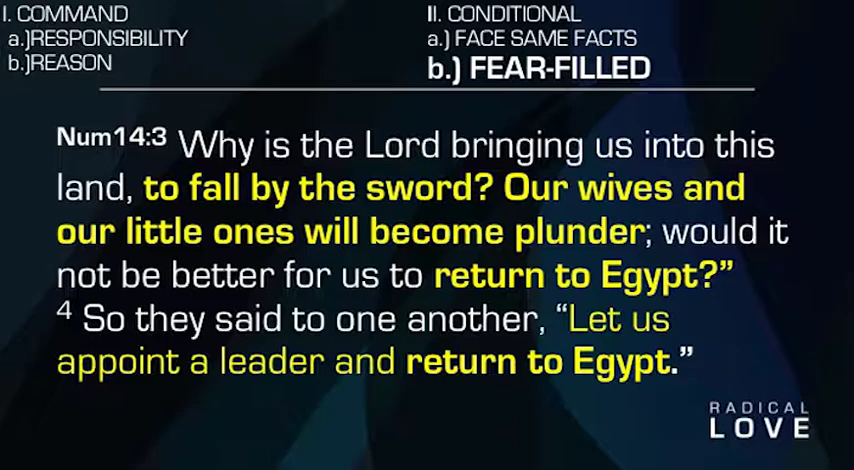 I. COMMAND
a.)RESPONSIBILITY
b.)REASON
II. CONDITIONAL
a.) FACE SAME FACTS
b.) FEAR-FILLED
Num14:3 Why is the Lord bringing us into this
land, to fall by the sword? Our wives and
our little ones will become plunder; would it
not be better for us to return to Egypt?”
4 So they said to one another, “Let us
appoint a leader and return to Egypt.”
RADICAL
LOVE